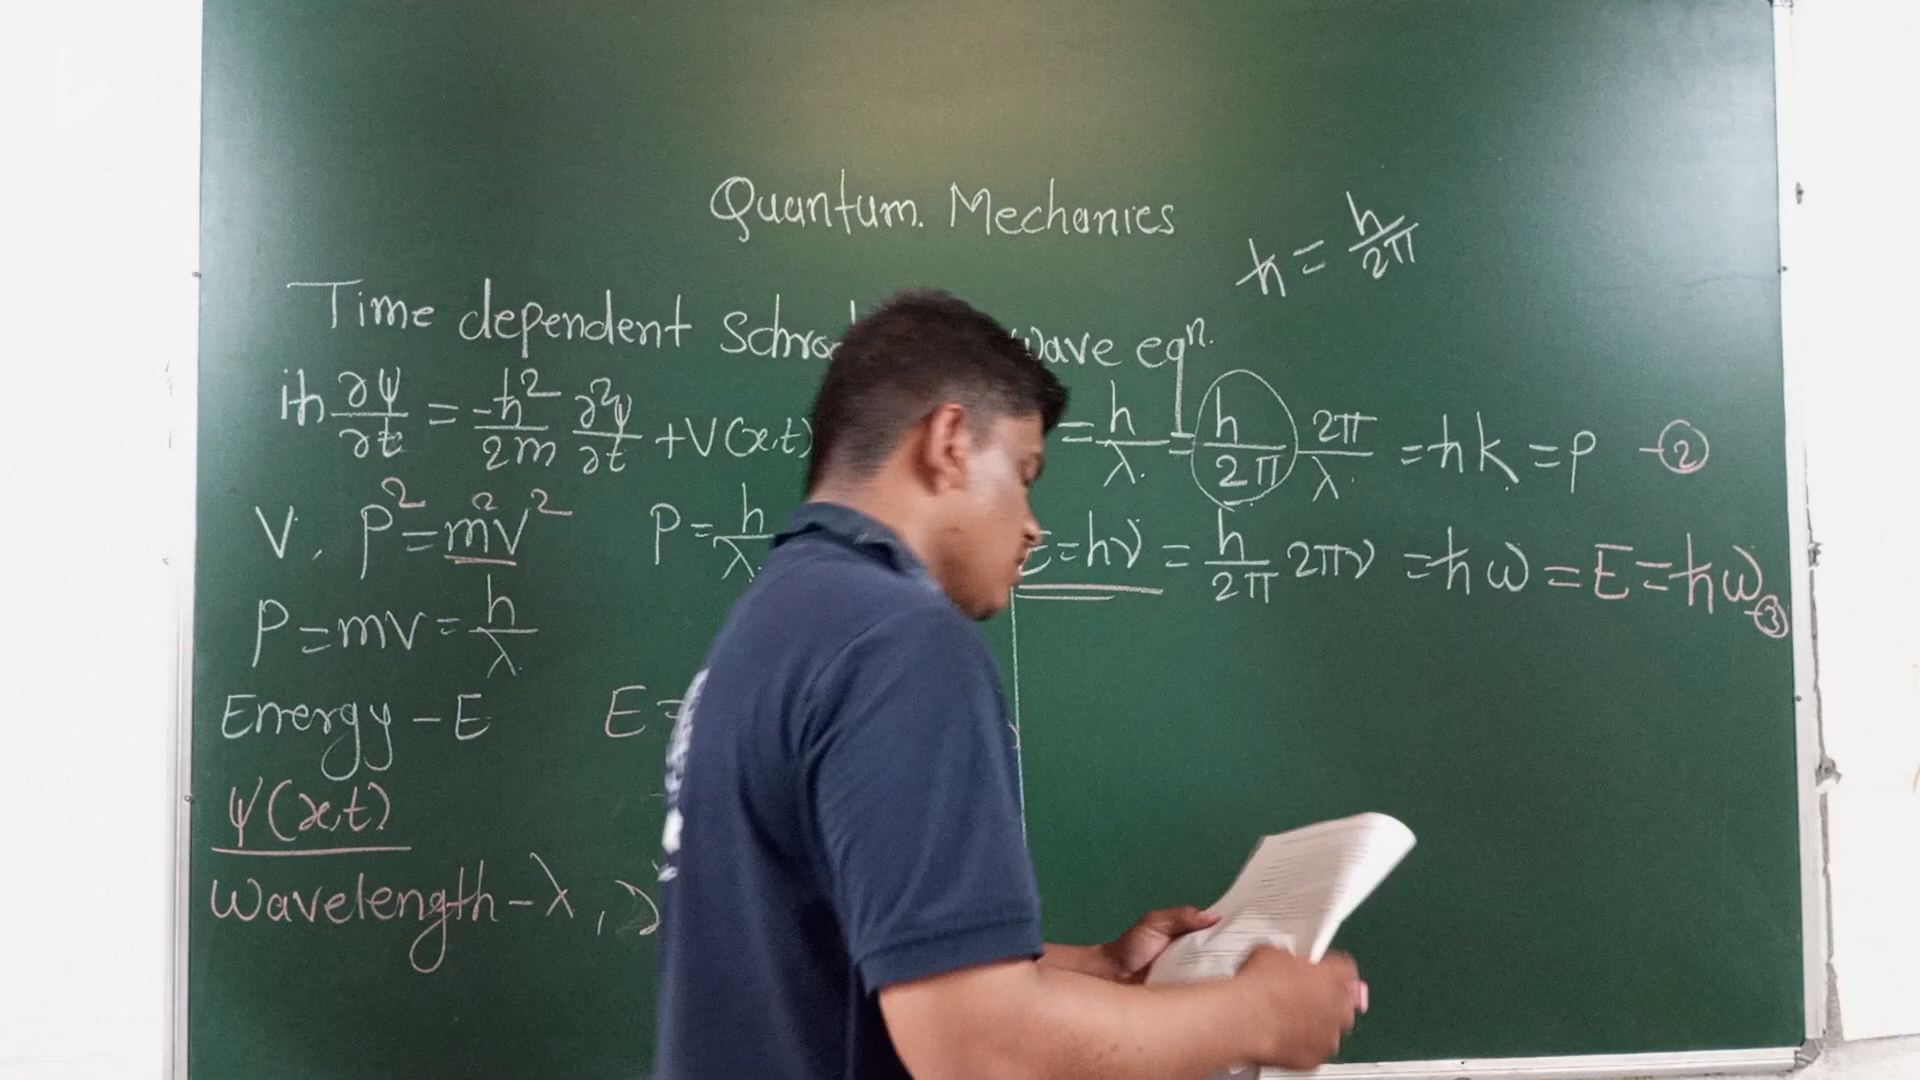 Quantum. Mechanics
ħ = h/2π
Time dependent wave eqⁿ.
iħ ∂ψ/∂t = -ħ²/2m ∂²ψ/∂t + V(x,t)
= h/λ = h/2π 2π/λ = ħk = P -②
V, P² = m²v² P = h/λ
E = hν = h/2π 2πν = ħω = E = ħω -③
P = mv = h/λ
Energy - E E =
ψ(x,t)
Wavelength - λ ,